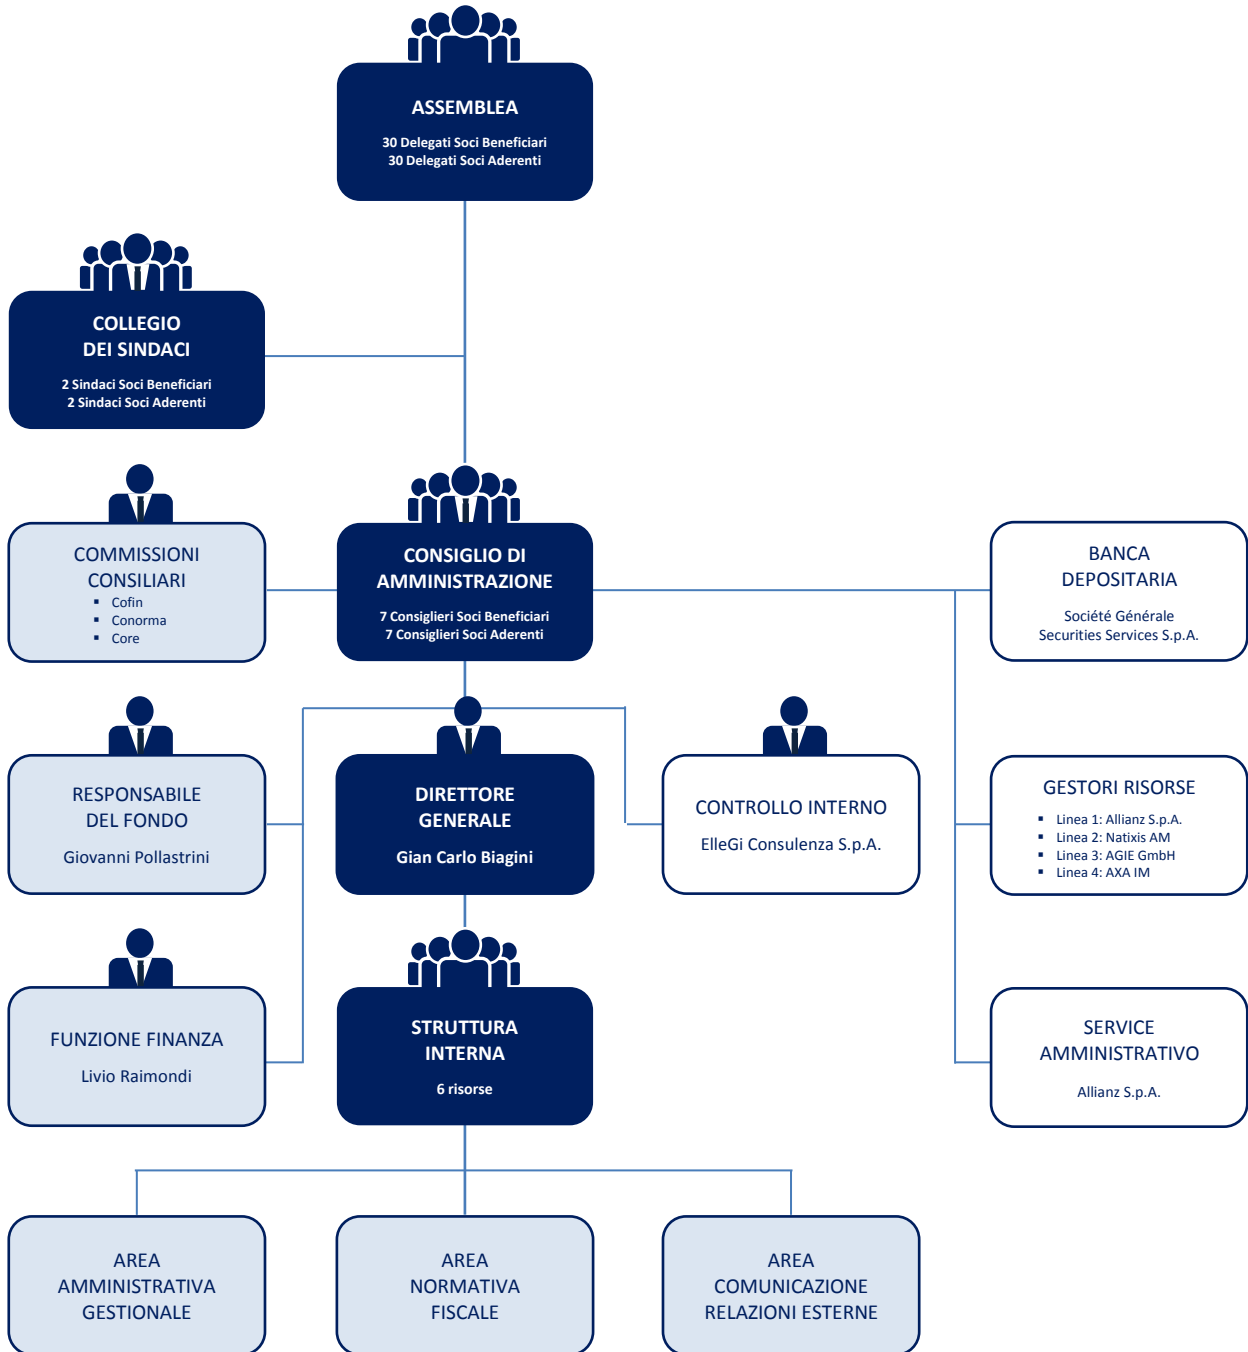 ASSEMBLEA
30 Delegati Soci Beneficiari
30 Delegati Soci Aderenti
COLLEGIO
DEI SINDACI
2 Sindaci Soci Beneficiari
2 Sindaci Soci Aderenti
COMMISSIONI
CONSILIARI
▪ Cofin
▪ Conorma
▪ Core
CONSIGLIO DI
AMMINISTRAZIONE
7 Consiglieri Soci Beneficiari
7 Consiglieri Soci Aderenti
BANCA
DEPOSITARIA
Société Générale
Securities Services S.p.A.
RESPONSABILE
DEL FONDO
Giovanni Pollastrini
DIRETTORE
GENERALE
Gian Carlo Biagini
CONTROLLO INTERNO
ElleGi Consulenza S.p.A.
GESTORI RISORSE
▪ Linea 1: Allianz S.p.A.
▪ Linea 2: Natixis AM
▪ Linea 3: AGIE GmbH
▪ Linea 4: AXA IM
FUNZIONE FINANZA
Livio Raimondi
STRUTTURA
INTERNA
6 risorse
SERVICE
AMMINISTRATIVO
Allianz S.p.A.
AREA
AMMINISTRATIVA
GESTIONALE
AREA
NORMATIVA
FISCALE
AREA
COMUNICAZIONE
RELAZIONI ESTERNE